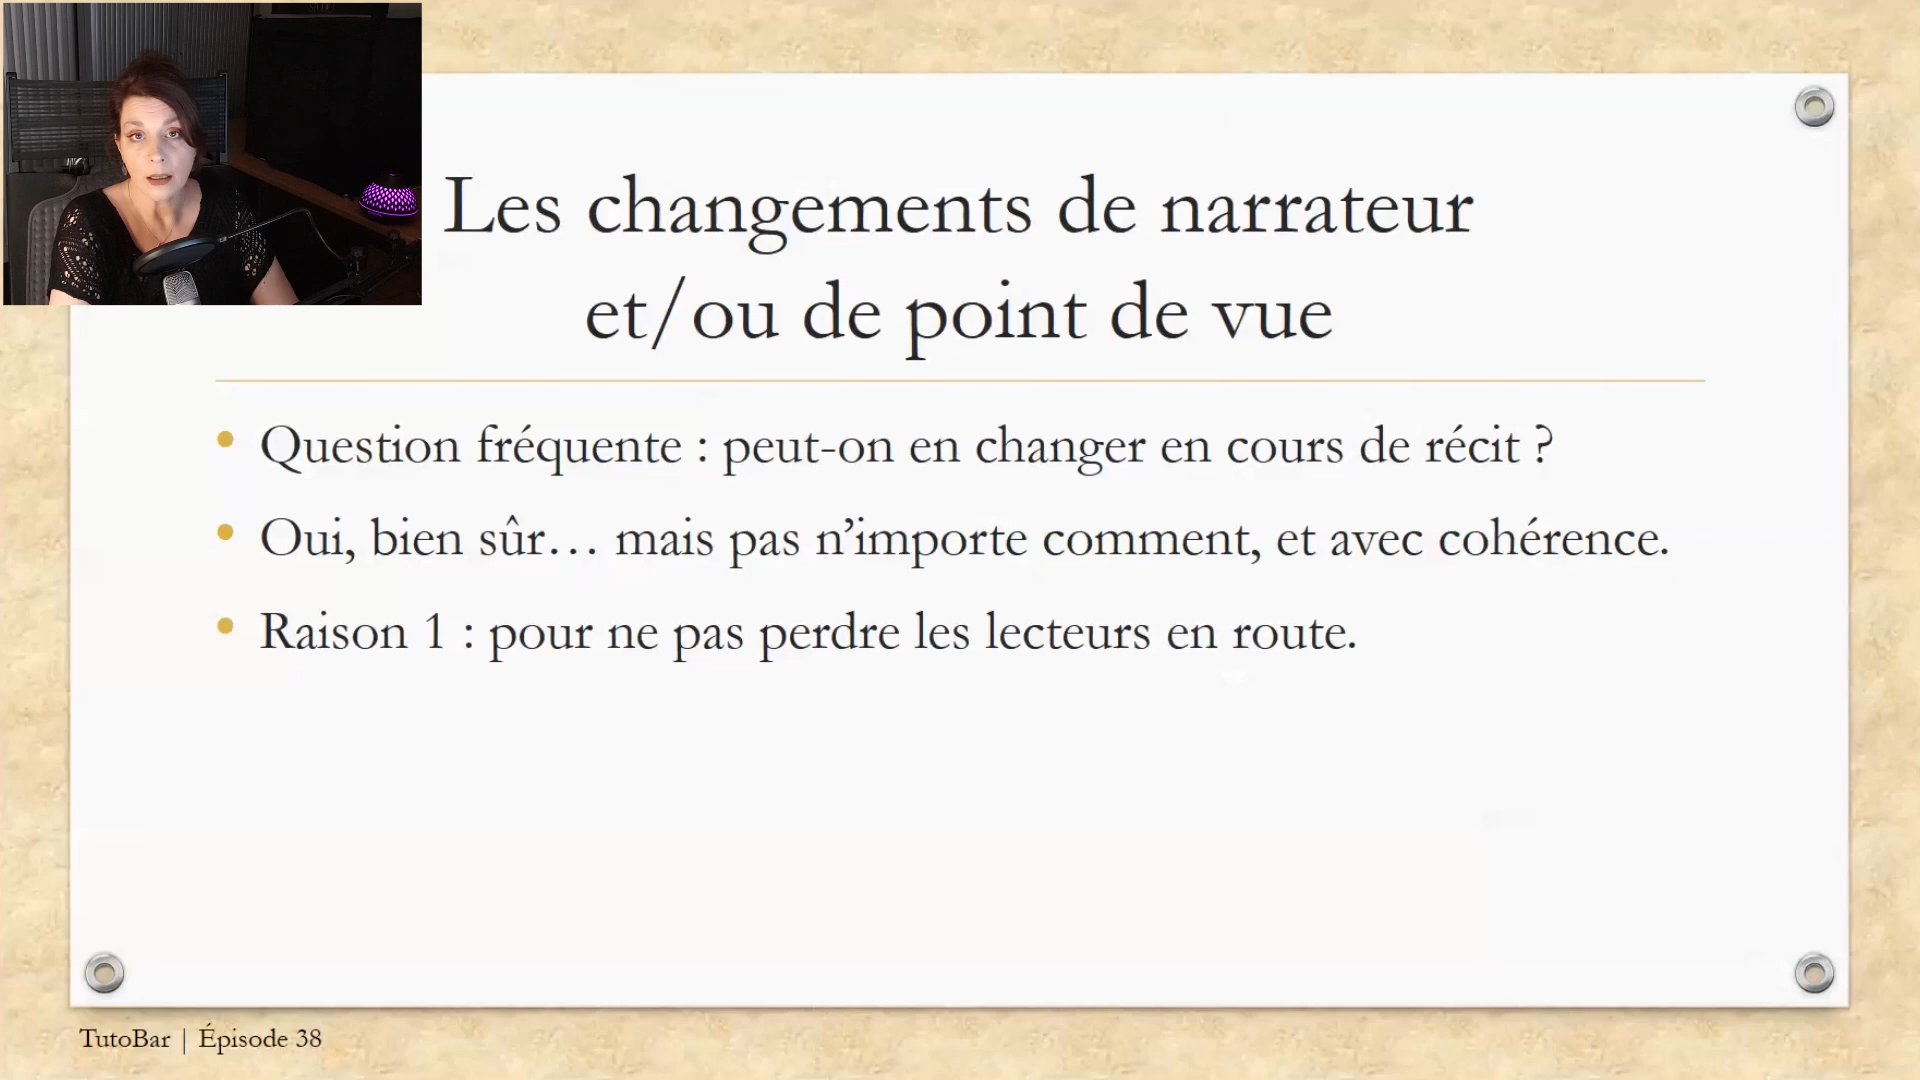 Les changements de narrateur
et/ou de point de vue
Question fréquente : peut-on en changer en cours de récit ?
Oui, bien sûr… mais pas n’importe comment, et avec cohérence.
Raison 1 : pour ne pas perdre les lecteurs en route.
TutoBar | Épisode 38